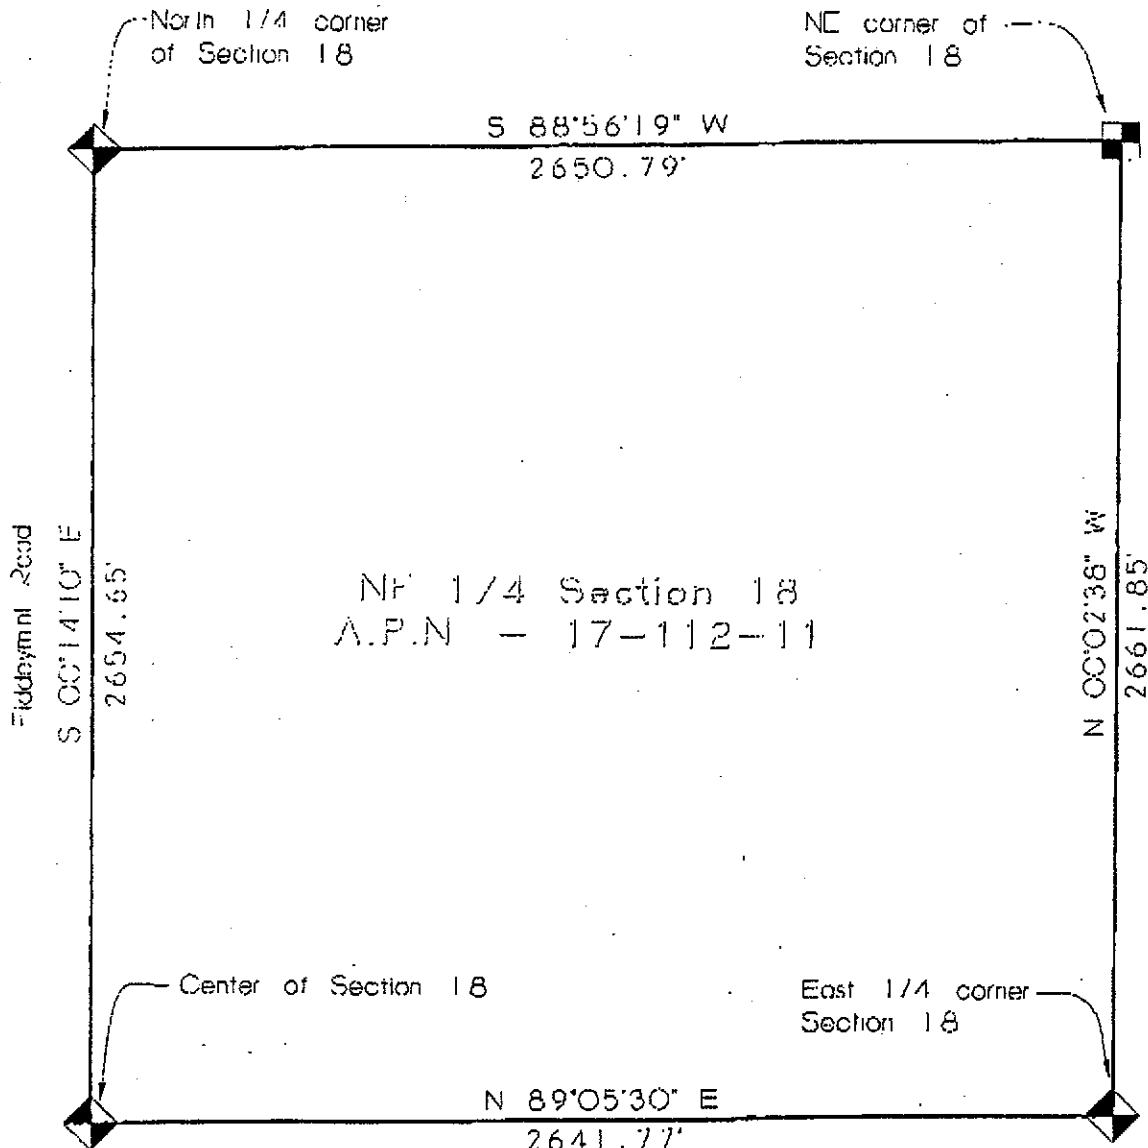 North 1/4 corner
of Section 18
NE corner of
Section 18
S 88°56'19" W
2650.79'
Road
S 00°14'10" E
2654.65'
NE 1/4 Section 18
A.P.N - 17-112-11
N 00°02'38" W
2661.85'
Center of Section 18
East 1/4 corner
Section 18
N 89°05'30" E
2641.77'